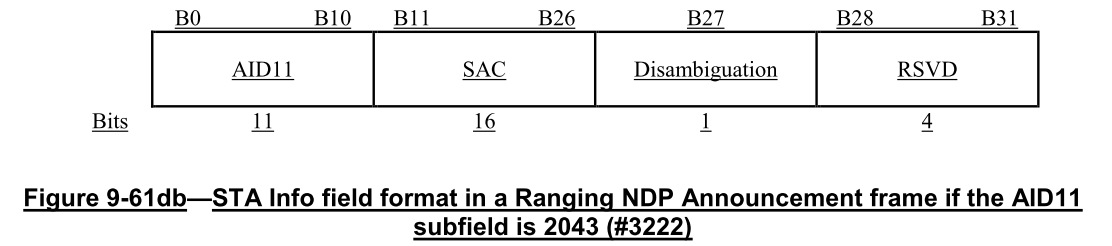 B0 B10 B11 B26 B27 B28 B31
AID11 SAC Disambiguation RSVD
Bits 11 16 1 4
Figure 9-61db—STA Info field format in a Ranging NDP Announcement frame if the AID11
subfield is 2043 (#3222)